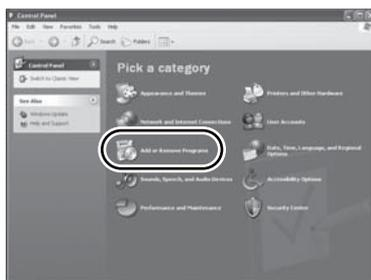 Control Panel
File Edit View Favorites Tools Help
Search Folders
Control Panel
Switch to Classic View
See Also
Windows Update
Help and Support
Pick a category
Appearance and Themes
Printers and Other Hardware
Network and Internet Connections
User Accounts
Add or Remove Programs
Date, Time, Language, and Regional
Options
Sounds, Speech, and Audio Devices
Accessibility Options
Performance and Maintenance
Security Center